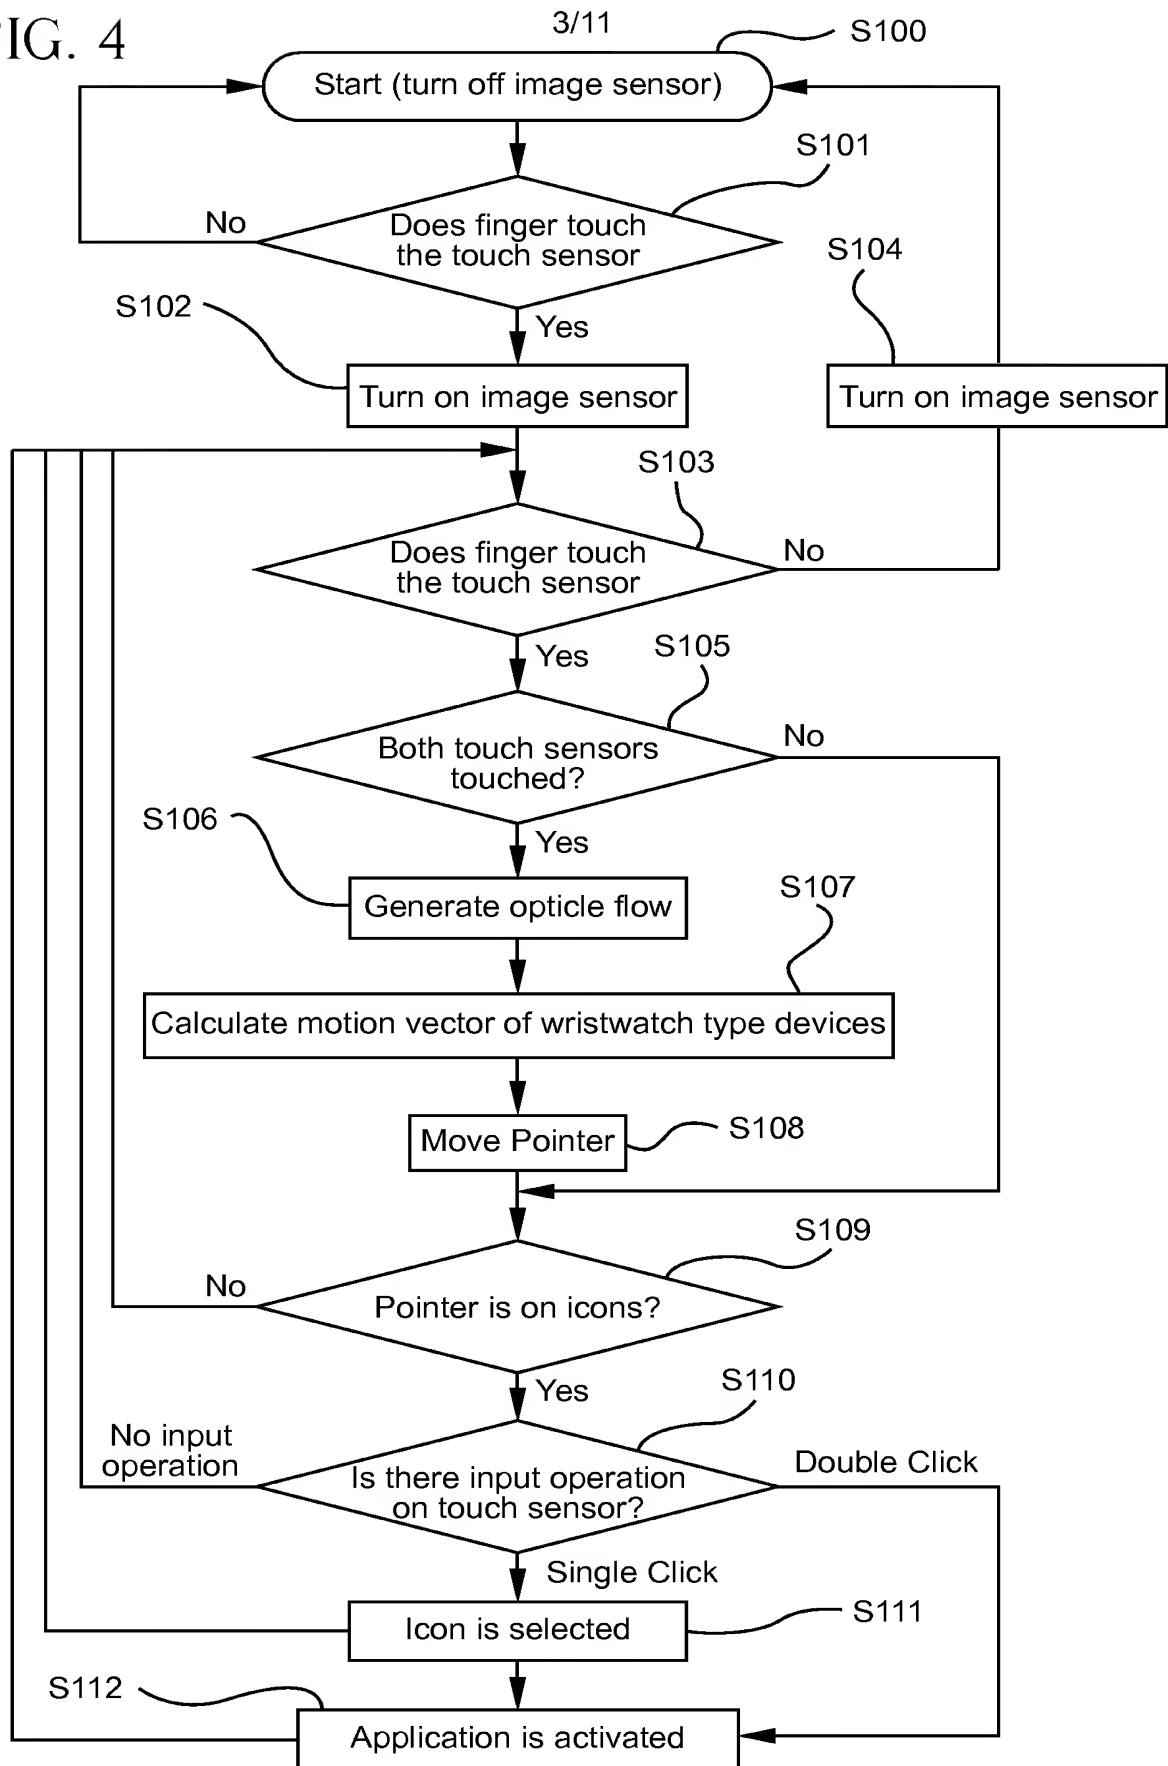 IG. 4
3/11
S100
Start (turn off image sensor)
S101
No
Does finger touch
the touch sensor
S104
S102
Yes
Turn on image sensor
Turn on image sensor
S103
Does finger touch
the touch sensor
No
Yes
S105
Both touch sensors
touched?
No
S106
Yes
Generate opticle flow
S107
Calculate motion vector of wristwatch type devices
Move Pointer
S108
S109
No
Pointer is on icons?
Yes
S110
No input
operation
Is there input operation
on touch sensor?
Double Click
Single Click
Icon is selected
S111
S112
Application is activated